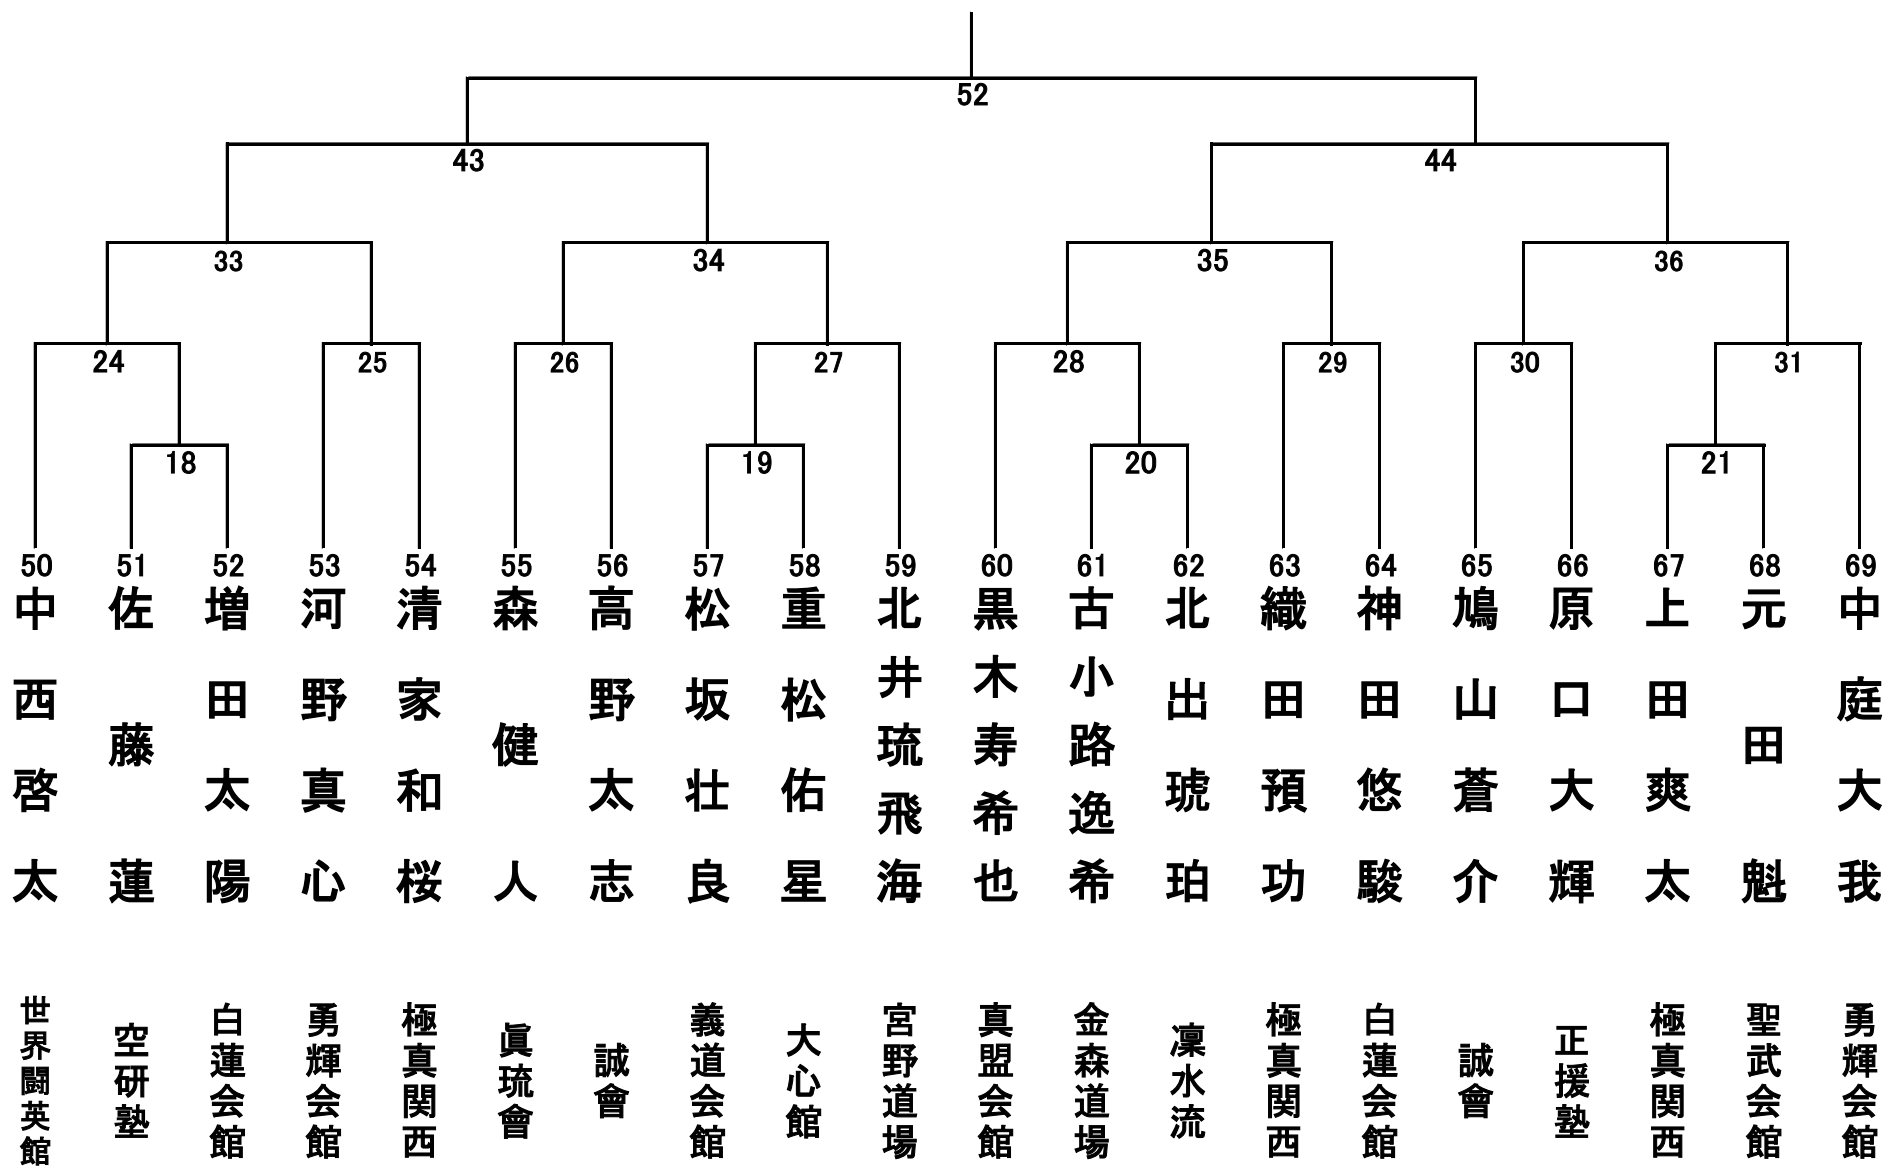 52
43
44
33
34
35
36
24
25
26
27
28
29
30
31
18
19
20
21
50
51
52
53
54
55
56
57
58
59
60
61
62
63
64
65
66
67
68
69
中西啓太
佐藤蓮
増田太陽
河野真心
清家和桜
森健人
高野太志
松坂壮良
重松佑星
北井琉飛海
黒木寿希也
古小路逸希
北出琥珀
織田預功
神田悠駿
鳩山蒼介
原口大輝
上田爽太
元田魁
中庭大我
世界闘英館
空研塾
白蓮会館
勇輝会館
極真関西
眞琉會
誠會
義道会館
大心館
宮野道場
真盟会館
金森道場
凜水流
極真関西
白蓮会館
誠會
正援塾
極真関西
聖武会館
勇輝会館